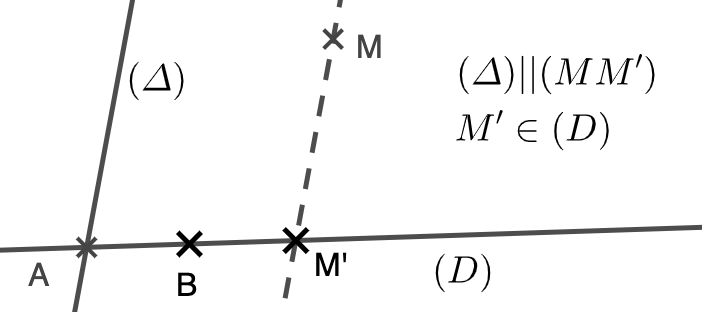 M
(Δ)
(Δ)||(MM′)
M′ ∈ (D)
A
B
M'
(D)